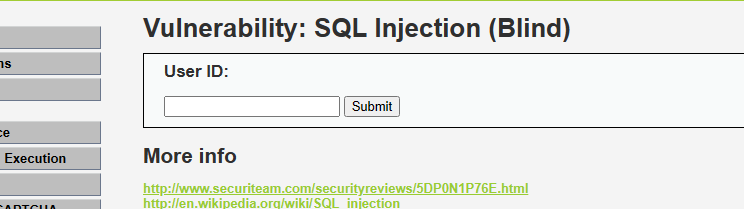 Vulnerability: SQL Injection (Blind)
ns
User ID:
Submit
ce
Execution
More info
http://www.securiteam.com/securityreviews/5DP0N1P76E.html
http://en.wikipedia.org/wiki/SQL_injection
APTCHA